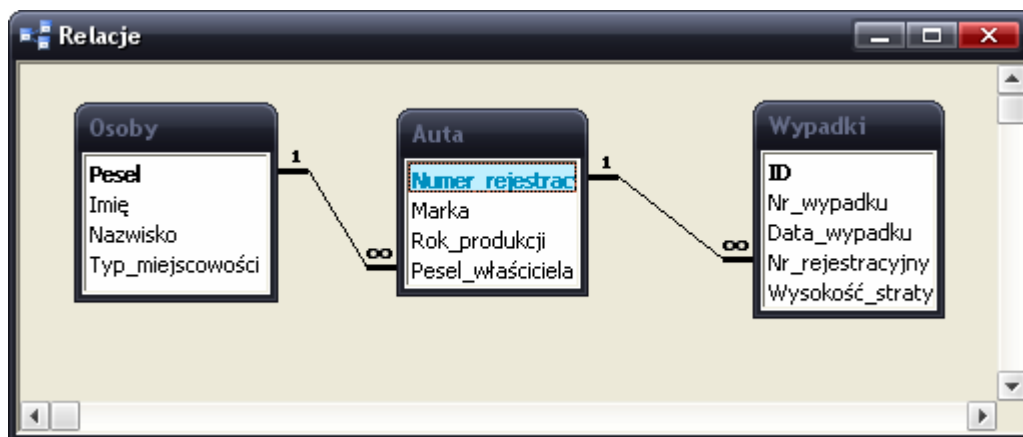 Relacje
Osoby
Pesel
Imię
Nazwisko
Typ_miejscowości
1
∞
Auta
Numer_rejestrac
Marka
Rok_produkcji
Pesel_właściciela
1
∞
Wypadki
ID
Nr_wypadku
Data_wypadku
Nr_rejestracyjny
Wysokość_straty